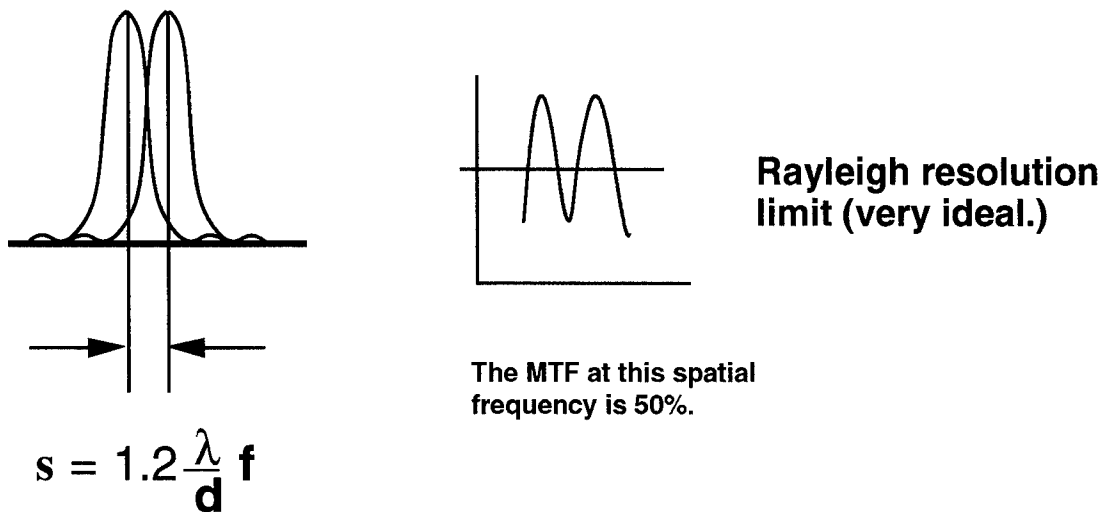 Rayleigh resolution
limit (very ideal.)
The MTF at this spatial
frequency is 50%.
s = 1.2 λ/d f